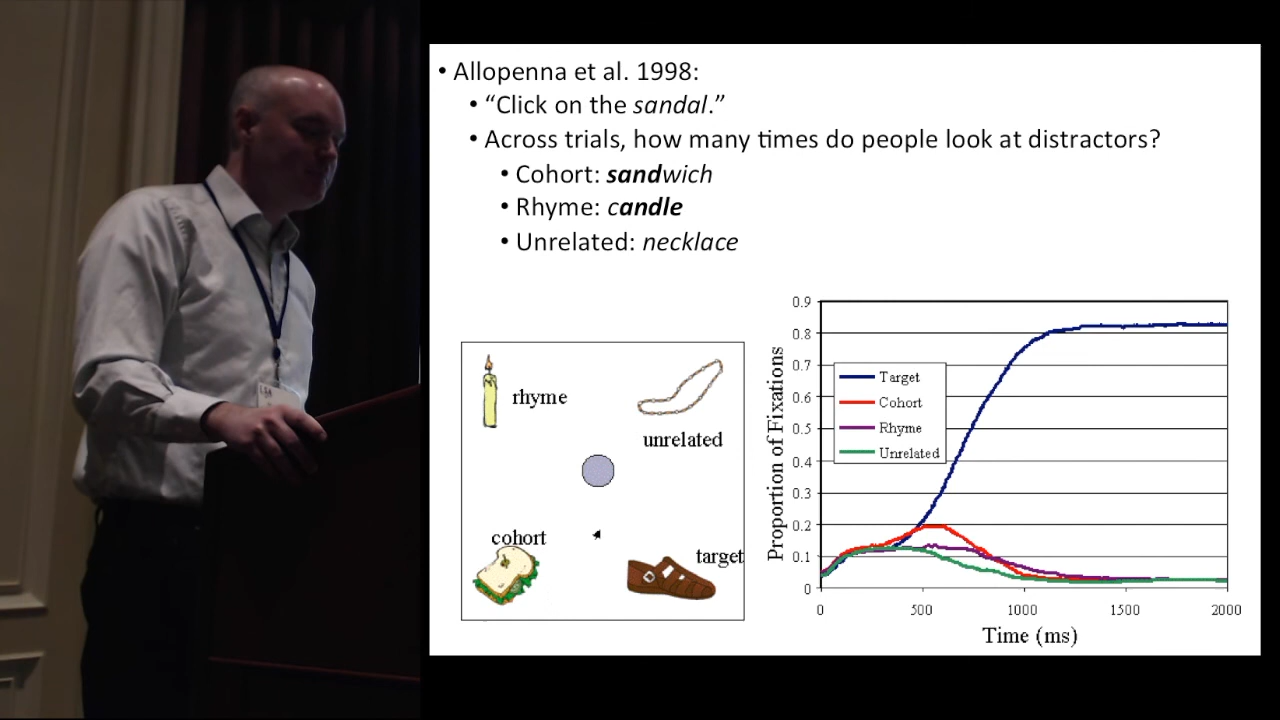 • Allopenna et al. 1998:
• “Click on the sandal.”
• Across trials, how many times do people look at distractors?
• Cohort: sandwich
• Rhyme: candle
• Unrelated: necklace
rhyme
unrelated
cohort
target
Proportion of Fixations
0.9
0.8
0.7
0.6
0.5
0.4
0.3
0.2
0.1
0
Target
Cohort
Rhyme
Unrelated
0 500 1000 1500 2000
Time (ms)
LSA